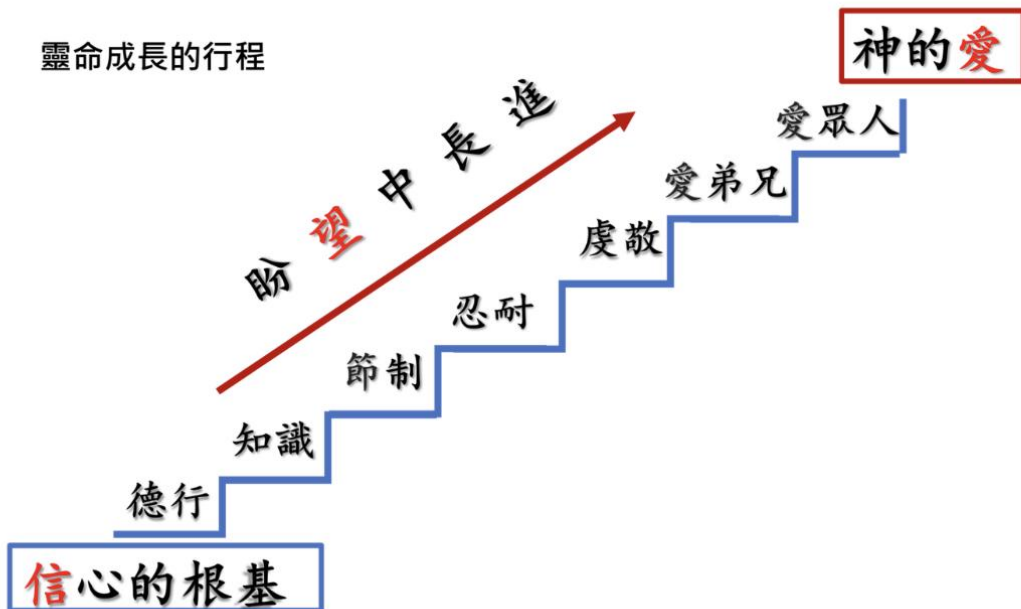 靈命成長的行程
神的愛
愛眾人
愛弟兄
虔敬
忍耐
節制
知識
德行
盼望中長進
信心的根基